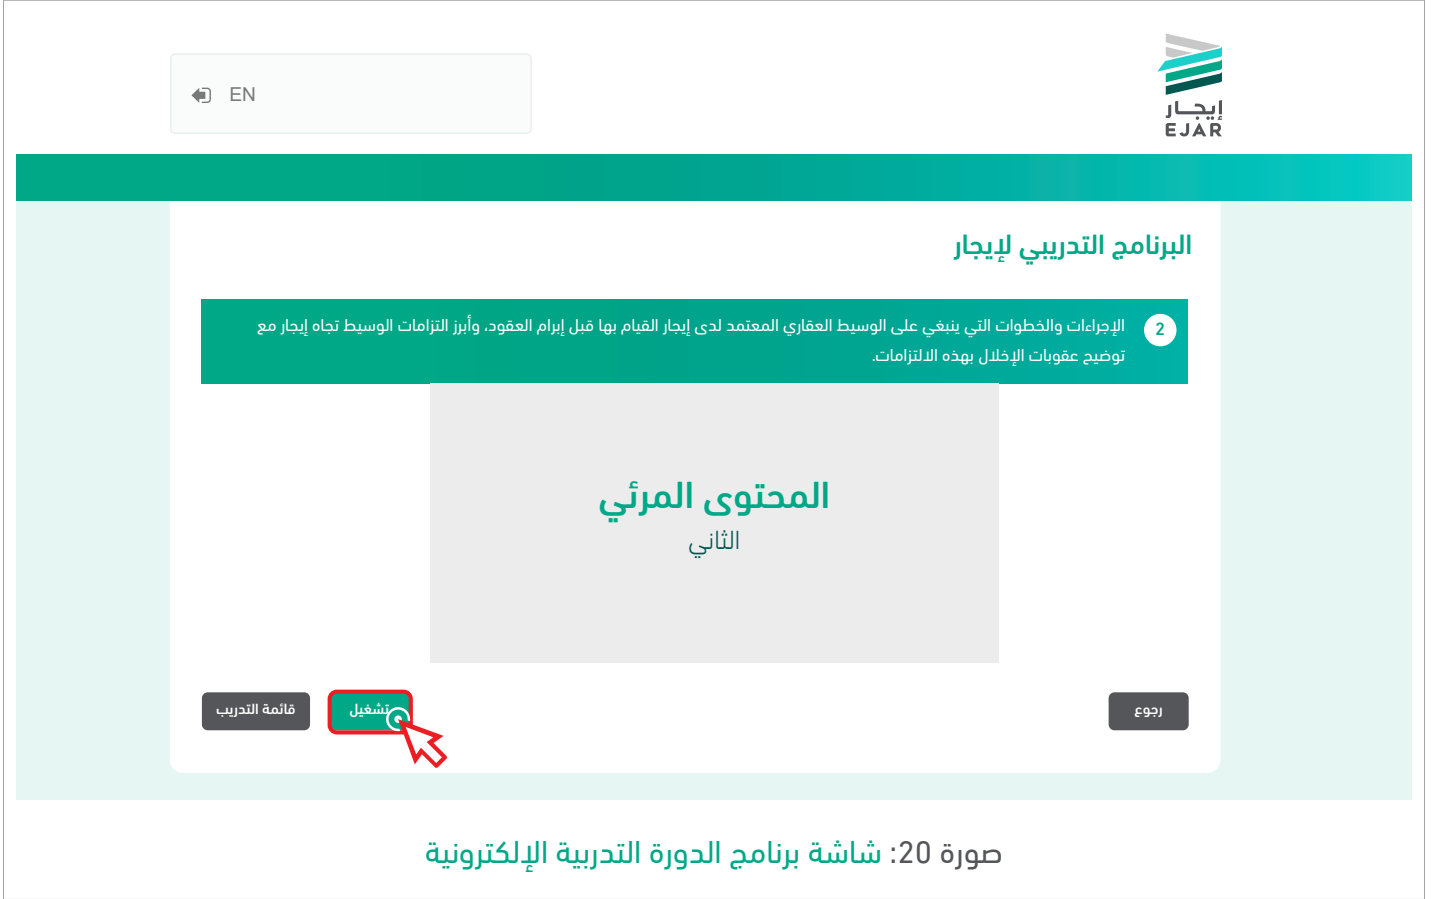 إيجـــار
EJAR
EN
البرنامج التدريبي لإيجار
2
الإجراءات والخطوات التي ينبغي على الوسيط العقاري المعتمد لدى إيجار القيام بها قبل إبرام العقود، وأبرز التزامات الوسيط تجاه إيجار مع
توضيح عقوبات الإخلال بهذه الالتزامات.
المحتوى المرئي
الثاني
رجوع
تشغيل
قائمة التدريب
صورة 20: شاشة برنامج الدورة التدربية الإلكترونية